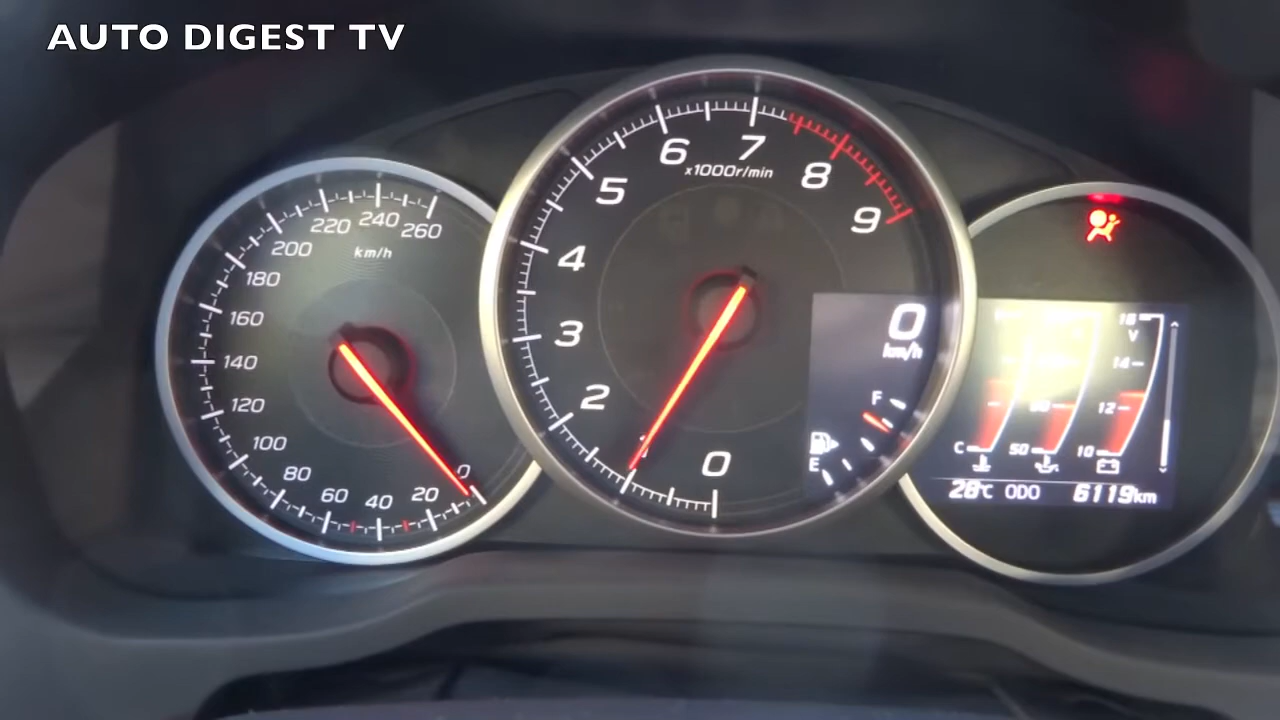 AUTO DIGEST TV
0 20 40 60 80 100 120 140 160 180 200 220 240 260
km/h
0 2 3 4 5 6 7 8 9
x1000r/min
0
km/h
F
E
C
50
10 12 14 16
V
28°C ODO 6119km